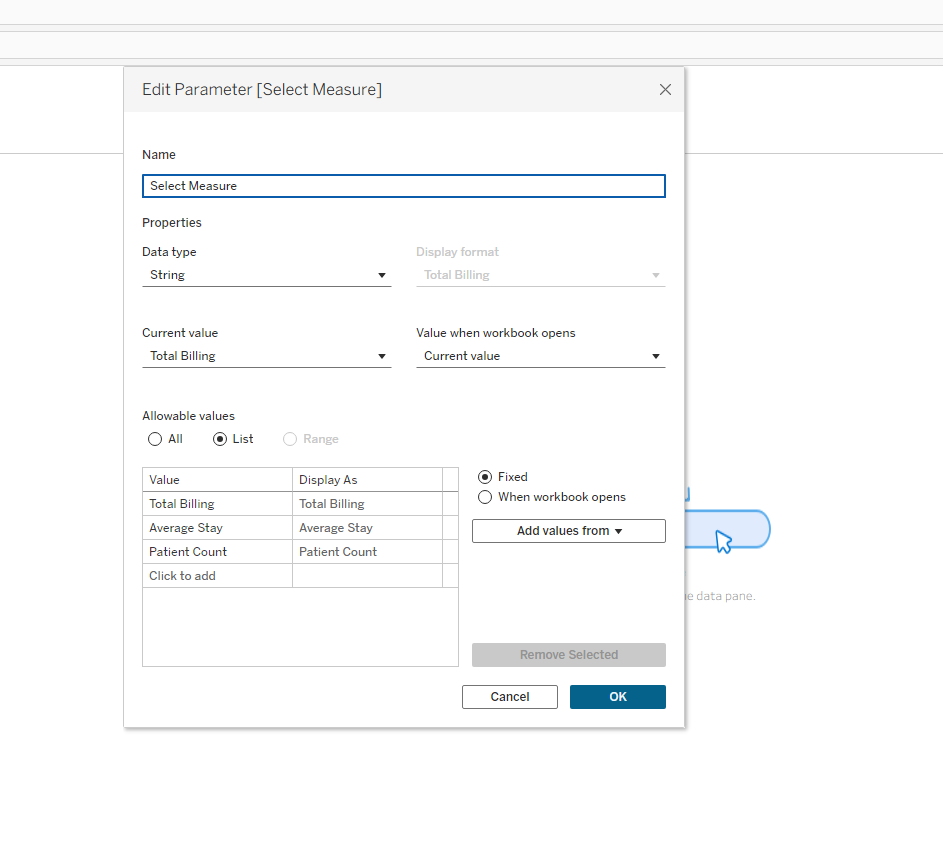 Edit Parameter [Select Measure]
Name
Select Measure
Properties
Data type
Display format
String
Total Billing
Current value
Value when workbook opens
Total Billing
Current value
Allowable values
All
List
Range
Value
Display As
Total Billing
Total Billing
Average Stay
Average Stay
Patient Count
Patient Count
Click to add
Fixed
When workbook opens
Add values from
data pane.
Remove Selected
Cancel
OK